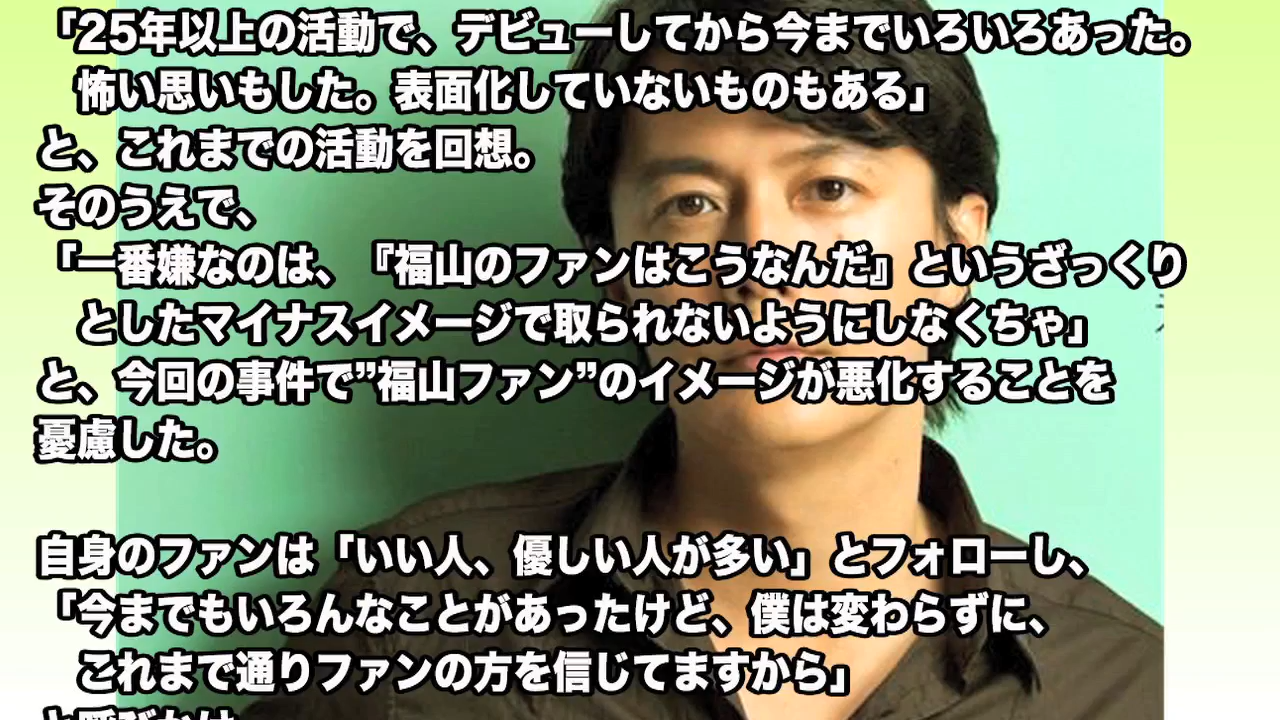 「25年以上の活動で、デビューしてから今までいろいろあった。
怖い思いもした。表面化していないものもある」
と、これまでの活動を回想。
そのうえで、
「一番嫌なのは、『福山のファンはこうなんだ』というざっくり
としたマイナスイメージで取られないようにしなくちゃ」
と、今回の事件で”福山ファン”のイメージが悪化することを
憂慮した。
自身のファンは「いい人、優しい人が多い」とフォローし、
「今までもいろんなことがあったけど、僕は変わらずに、
これまで通りファンの方を信じてますから」